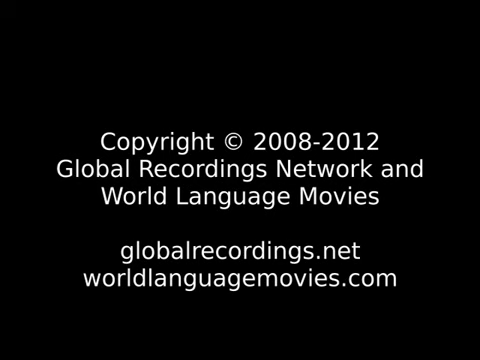 Copyright © 2008-2012
Global Recordings Network and
World Language Movies
globalrecordings.net
worldlanguagemovies.com